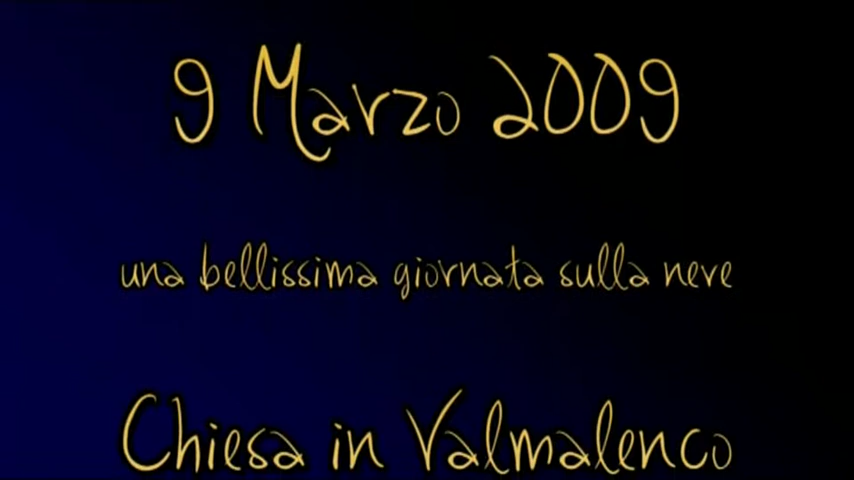 9 Marzo 2009
una bellissima giornata sulla neve
Chiesa in Valmalenco